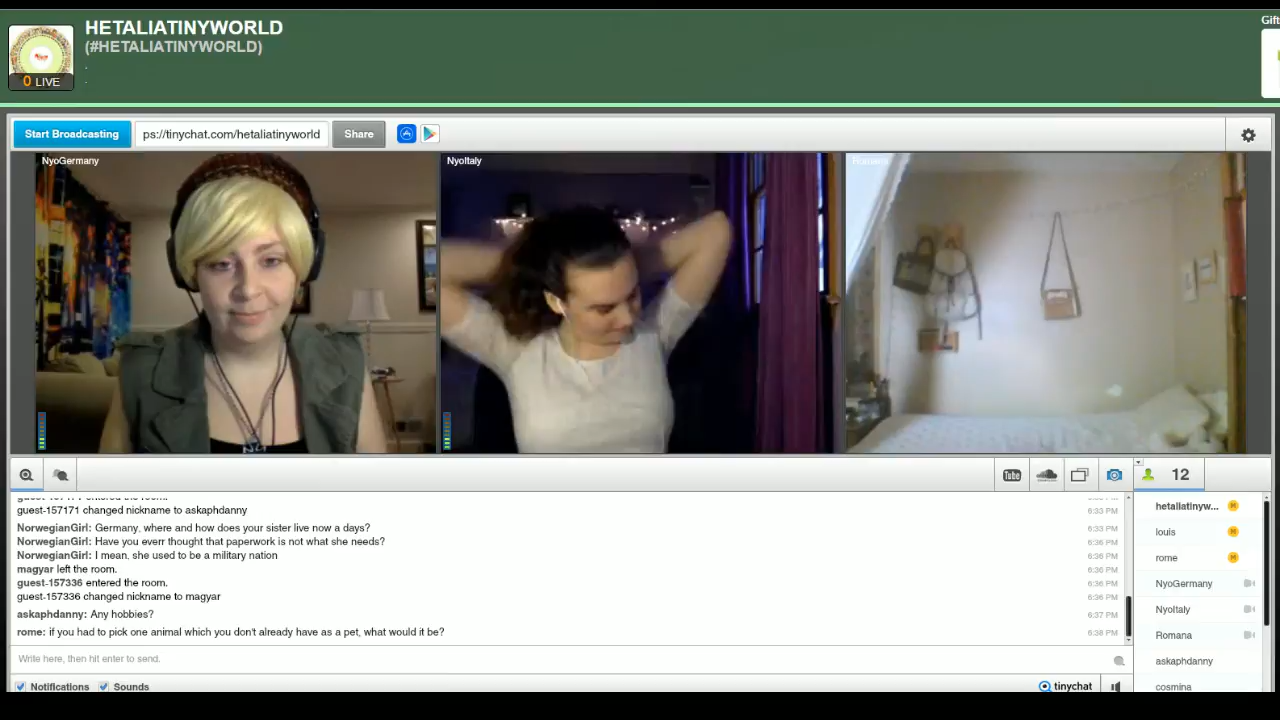 HETALIATINYWORLD
(#HETALIATINYWORLD)
Gift
0 LIVE
Start Broadcasting
ps://tinychat.com/hetaliatinyworld
Share
NyoGermany
NyoItaly
Romana
You Tube
12
entered the room.
guest-157171 changed nickname to askaphdanny 6:33 PM
NorwegianGirl: Germany, where and how does your sister live now a days? 6:33 PM
NorwegianGirl: Have you everr thought that paperwork is not what she needs? 6:36 PM
NorwegianGirl: I mean, she used to be a military nation 6:36 PM
magyar left the room. 6:36 PM
guest-157336 entered the room. 6:36 PM
guest-157336 changed nickname to magyar 6:36 PM
askaphdanny: Any hobbies? 6:37 PM
rome: if you had to pick one animal which you don't already have as a pet, what would it be? 6:38 PM
Write here, then hit enter to send.
Notifications
Sounds
tinychat
hetaliatinyw...
louis
rome
NyoGermany
NyoItaly
Romana
askaphdanny
cosmina